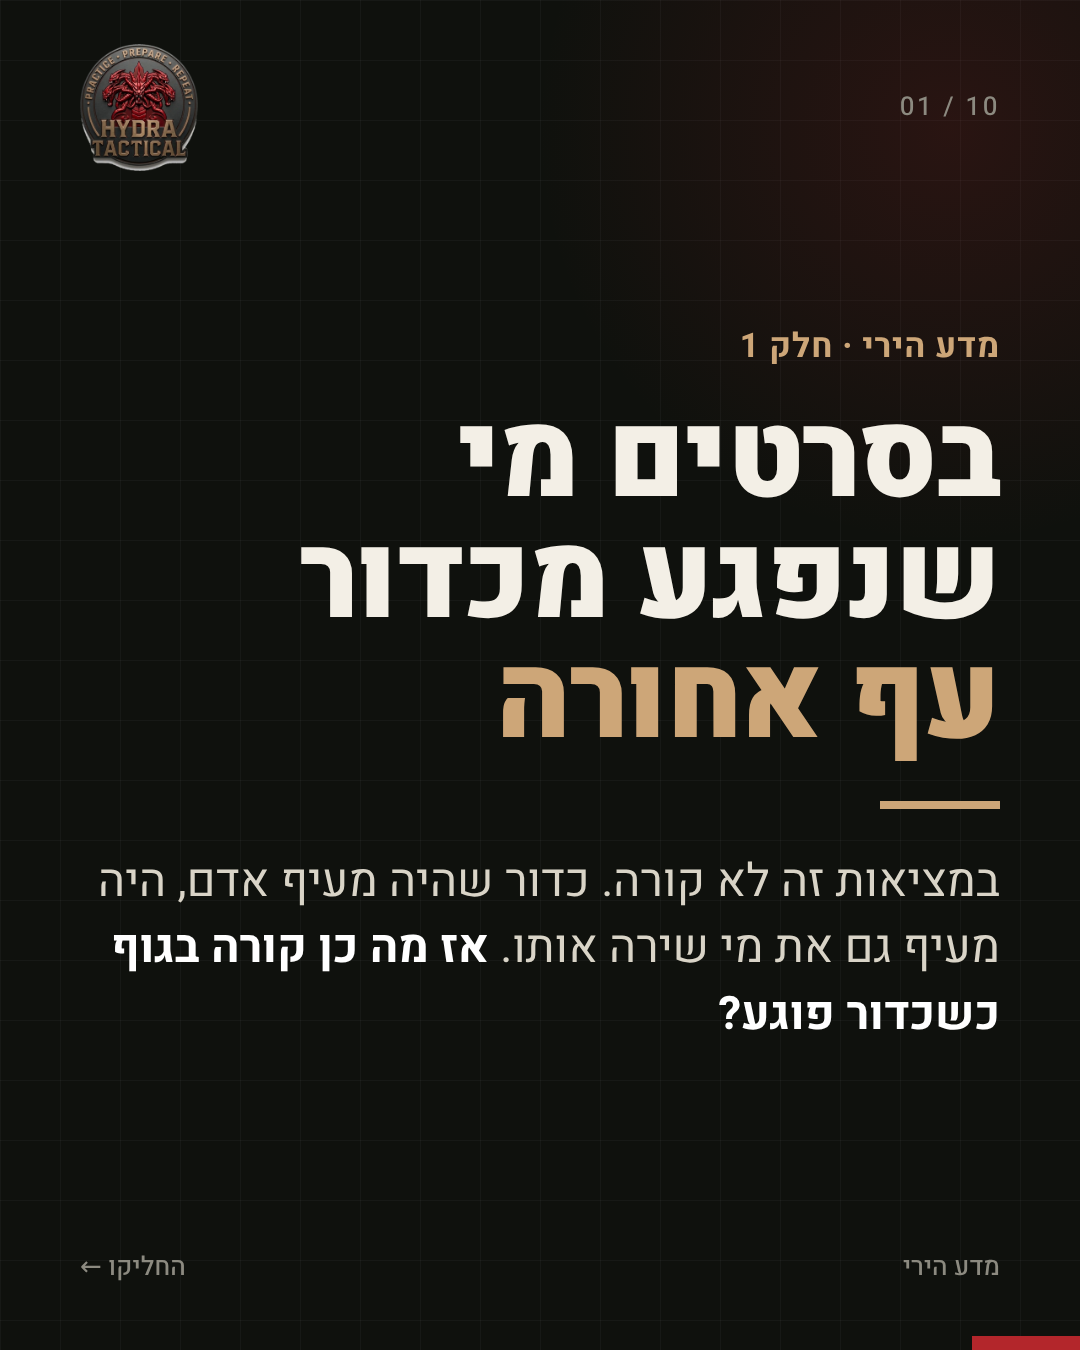 PRACTICE · PREPARE · REPEAT
HYDRA
TACTICAL
01 / 10
מדע הירי · חלק 1
בסרטים מי
שנפגע מכדור
עף אחורה
במציאות זה לא קורה. כדור שהיה מעיף אדם, היה
מעיף גם את מי שירה אותו. אז מה כן קורה בגוף
כשכדור פוגע?
מדע הירי
החליקו ←